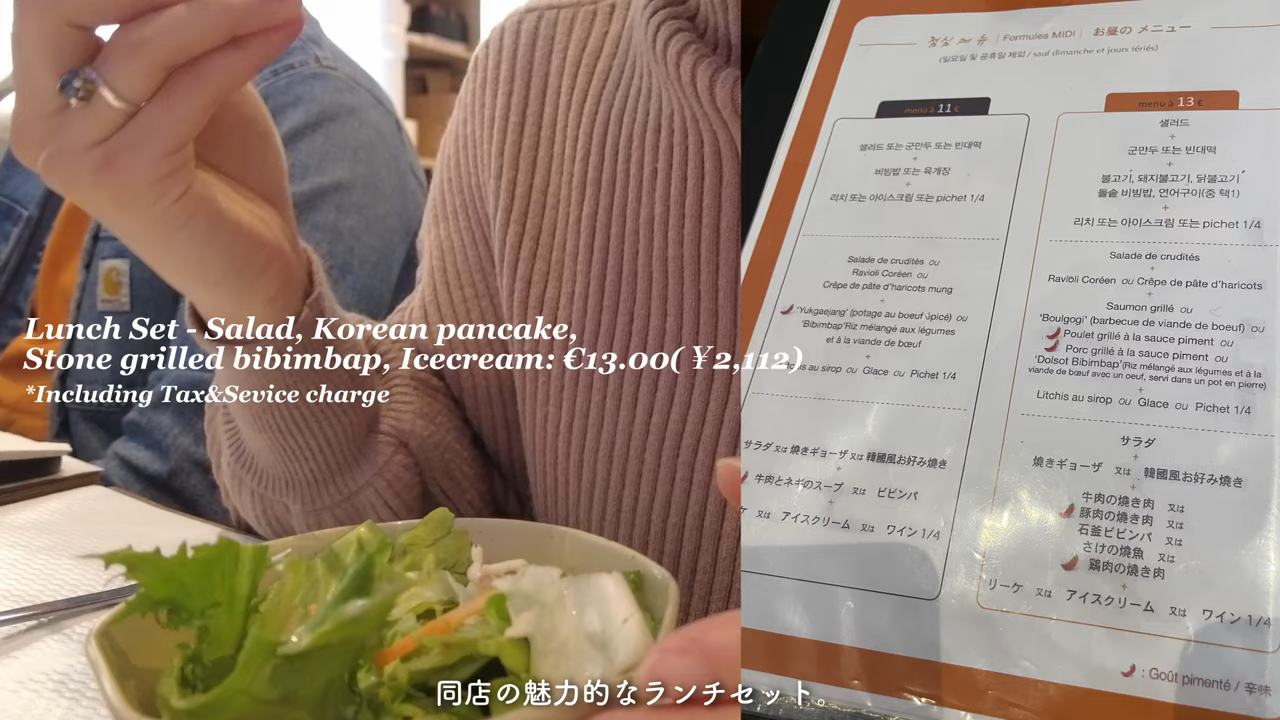 Lunch Set - Salad, Korean pancake,
Stone grilled bibimbap, Icecream: €13.00(￥2,112)
*Including Tax&Sevice charge
同店の魅力的なランチセット。
점심 메뉴 | Formules MIDI | お昼の メニュー
(일요일 및 공휴일 제외 / sauf dimanche et jours fériés)
menu à 11 €
샐러드 또는 군만두 또는 빈대떡
+
비빔밥 또는 육개장
+
리치 또는 아이스크림 또는 pichet 1/4
Salade de crudités ou
Ravioli Coréen ou
Crêpe de pâte d'haricots mung
+
'Yukgaejang' (potage au boeuf épicé) ou
'Bibimbap'Riz mélangé aux légumes
et à la viande de bœuf
+
au sirop ou Glace ou Pichet 1/4
サラダ 又は 焼きギョーザ 又は 韓國風お好み焼き
+
牛肉とネギのスープ 又は ビビンパ
+
ケ 又は アイスクリーム 又は ワイン 1/4
menu à 13 €
샐러드
+
군만두 또는 빈대떡
+
불고기, 돼지불고기, 닭불고기
돌솥 비빔밥, 연어구이(중 택1)
+
리치 또는 아이스크림 또는 pichet 1/4
Salade de crudités
+
Ravioli Coréen ou Crêpe de pâte d'haricots
+
Saumon grillé ou
'Boulgogi' (barbecue de viande de boeuf) ou
Poulet grillé à la sauce piment ou
Porc grillé à la sauce piment ou
'Dolsot Bibimbap'(Riz mélangé aux légumes et à la
viande de bœuf avec un oeuf, servi dans un pot en pierre)
+
Litchis au sirop ou Glace ou Pichet 1/4
サラダ
+
焼きギョーザ 又は 韓國風お好み焼き
+
牛肉の焼き肉 又は
豚肉の焼き肉 又は
石釜ビビンパ 又は
さけの焼魚 又は
鶏肉の焼き肉
+
リーケ 又は アイスクリーム 又は ワイン 1/4
: Goût pimenté / 辛味